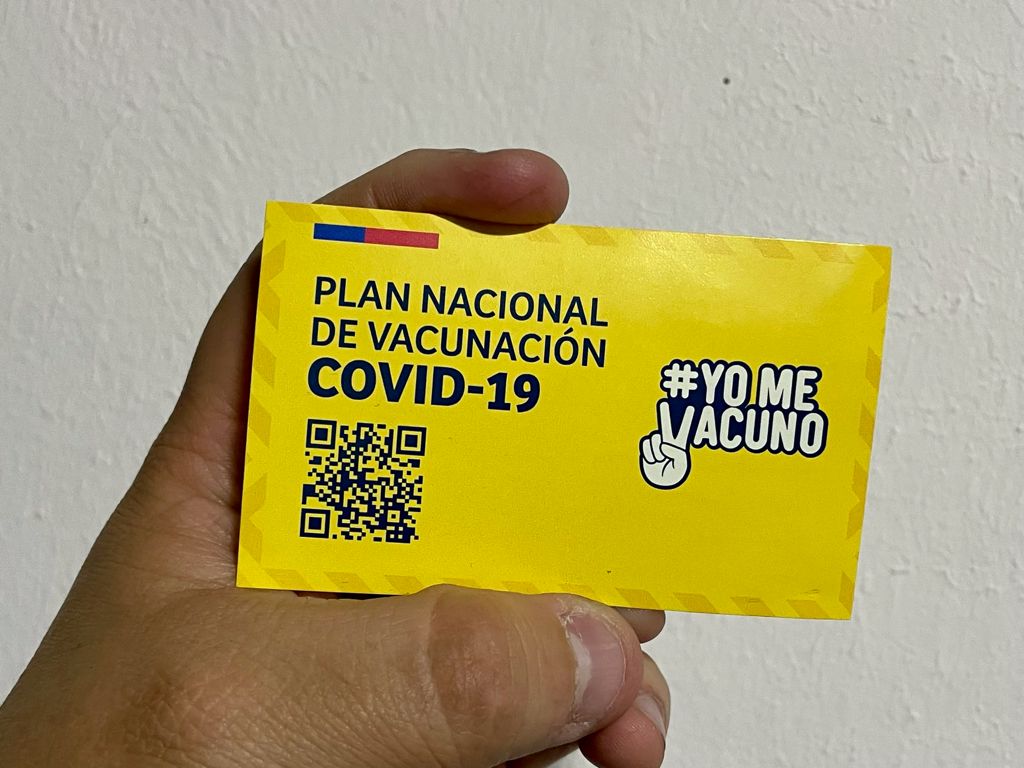 PLAN NACIONAL
DE VACUNACIÓN
COVID-19
#YO ME
VACUNO